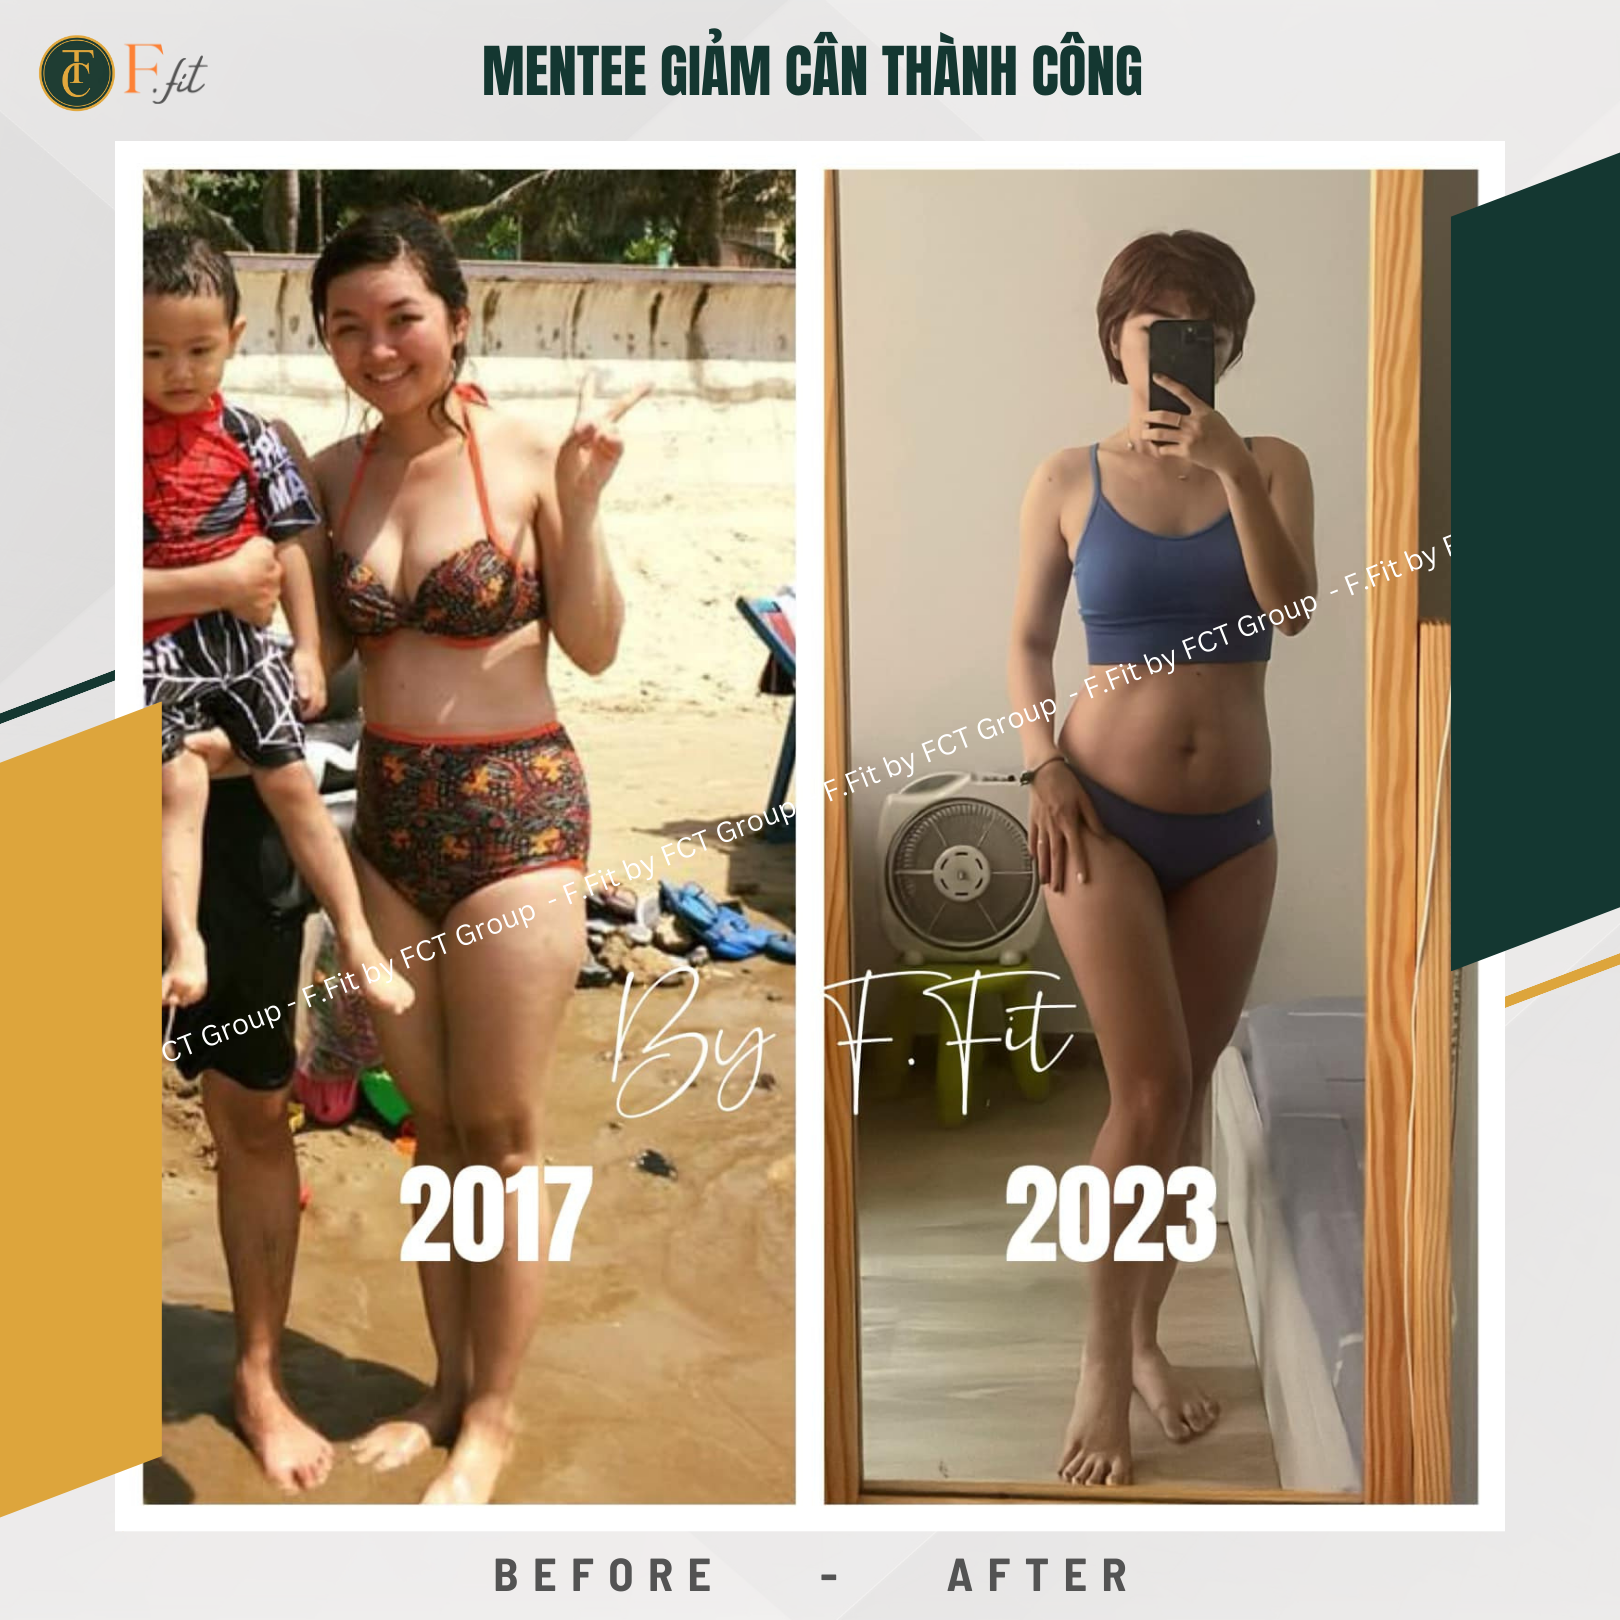 TFC F.fit
MENTEE GIẢM CÂN THÀNH CÔNG
CT Group - F.Fit by FCT Group - F.Fit by FCT Group - F.Fit by FCT Group - F.Fit by FCT Group - F.Fit by F
By F.Fit
2017
2023
BEFORE - AFTER